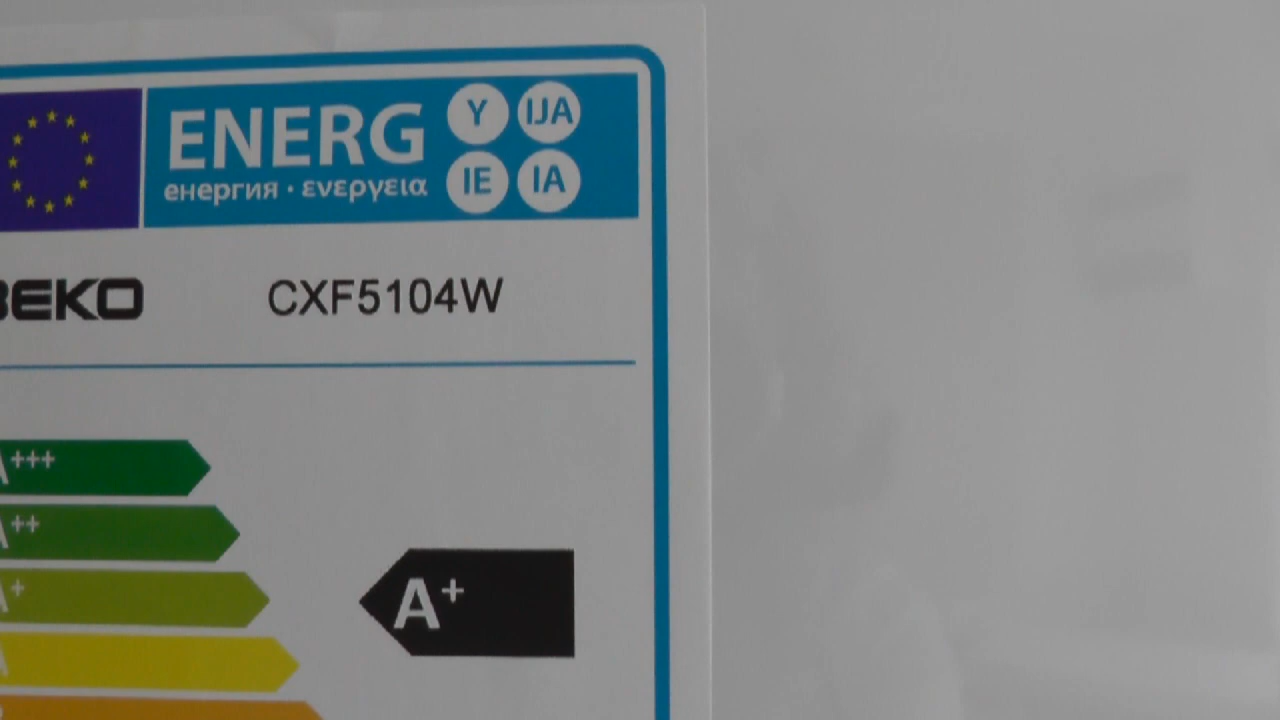 ENERG Y IJA
енергия · ενεργεια IE IA
BEKO CXF5104W
A+++
A++
A+
A+
A